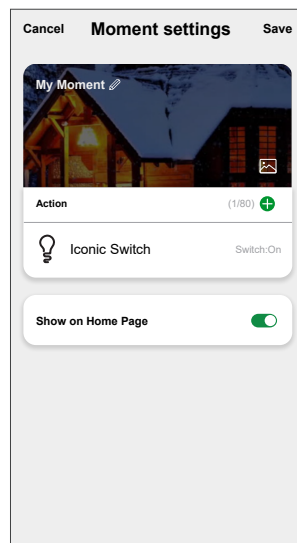 Cancel Moment settings Save
My Moment
Action (1/80)
Iconic Switch Switch:On
Show on Home Page